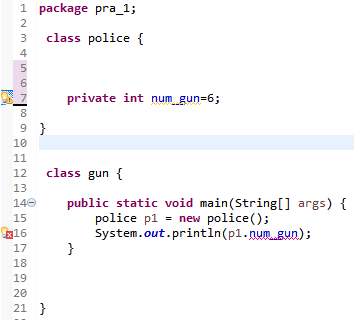 1 package pra_1;
2
3 class police {
4
5
6
7 private int num_gun=6;
8
9 }
10
11
12 class gun {
13
14 public static void main(String[] args) {
15 police p1 = new police();
16 System.out.println(p1.num_gun);
17 }
18
19
20
21 }